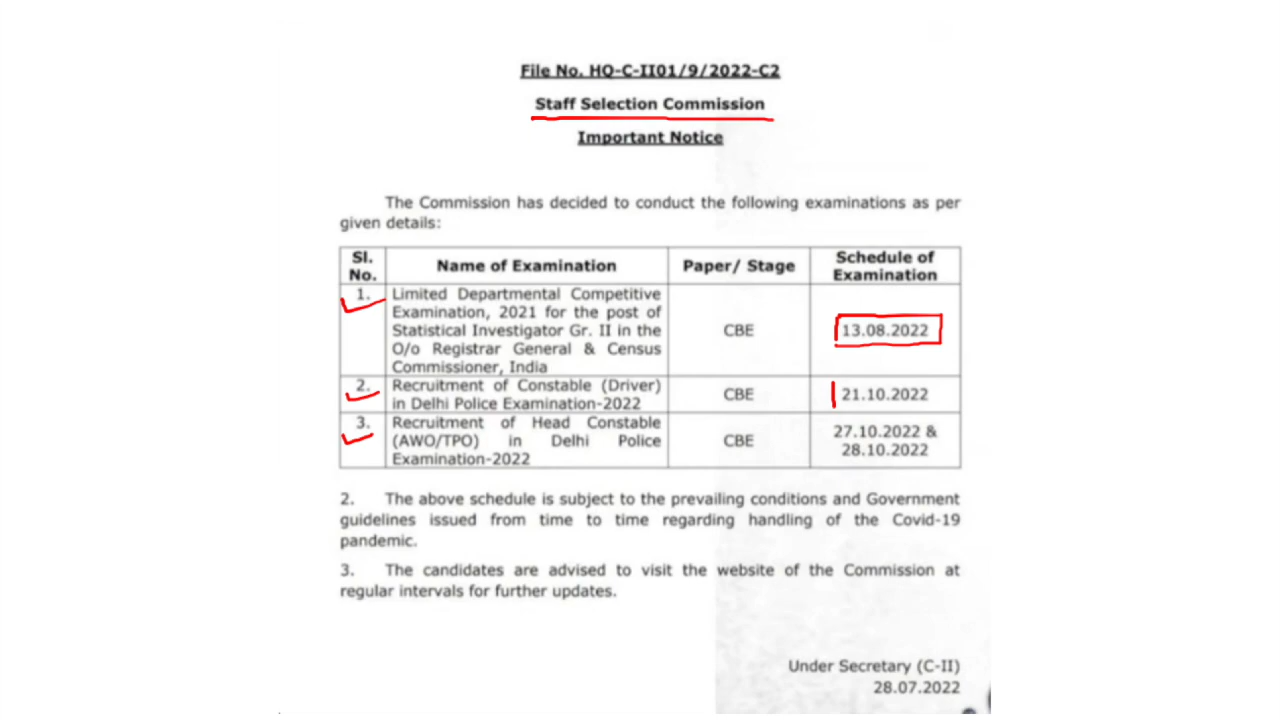 File No. HQ-C-II01/9/2022-C2
Staff Selection Commission
Important Notice
The Commission has decided to conduct the following examinations as per
given details:
Sl. No.
Name of Examination
Paper/ Stage
Schedule of Examination
1.
Limited Departmental Competitive
Examination, 2021 for the post of
Statistical Investigator Gr. II in the
O/o Registrar General & Census
Commissioner, India
CBE
13.08.2022
2.
Recruitment of Constable (Driver)
in Delhi Police Examination-2022
CBE
21.10.2022
3.
Recruitment of Head Constable
(AWO/TPO) in Delhi Police
Examination-2022
CBE
27.10.2022 &
28.10.2022
2. The above schedule is subject to the prevailing conditions and Government
guidelines issued from time to time regarding handling of the Covid-19
pandemic.
3. The candidates are advised to visit the website of the Commission at
regular intervals for further updates.
Under Secretary (C-II)
28.07.2022